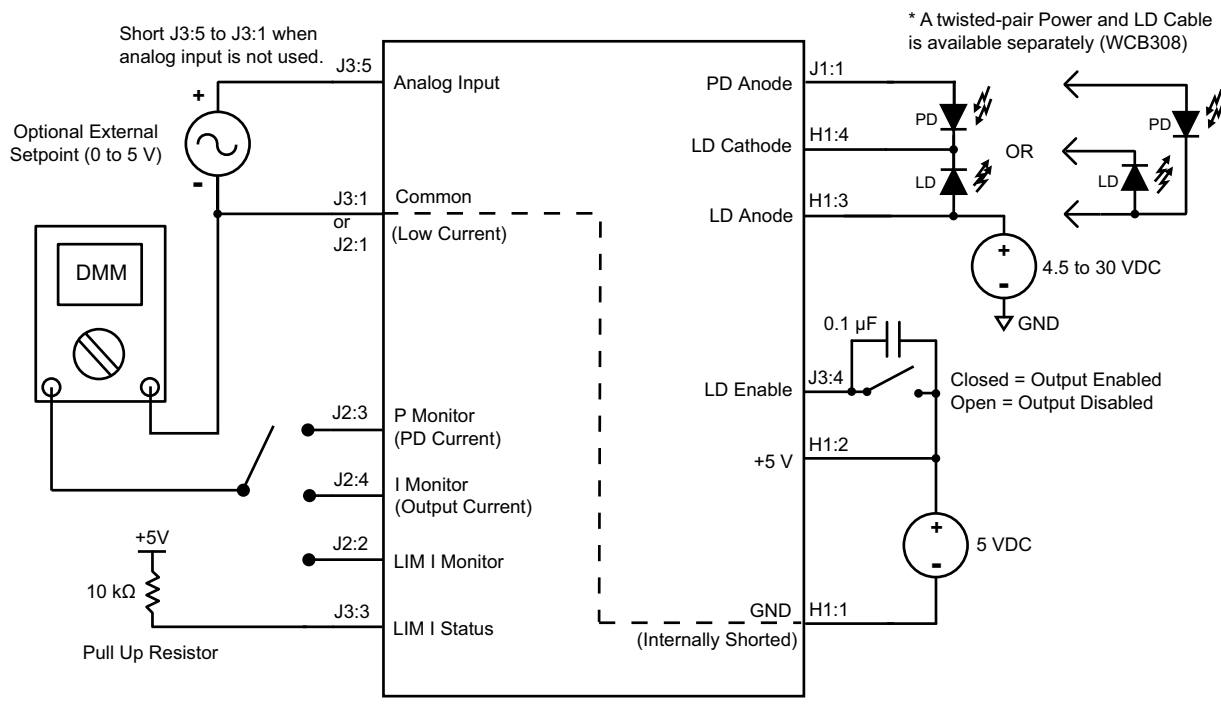 Short J3:5 to J3:1 when
analog input is not used.
* A twisted-pair Power and LD Cable
is available separately (WCB308)
J3:5
Analog Input
PD Anode
J1:1
+
Optional External
Setpoint (0 to 5 V)
-
PD
PD
LD Cathode
H1:4
OR
LD
LD
J3:1
or
J2:1
Common
(Low Current)
LD Anode
H1:3
DMM
+
-
4.5 to 30 VDC
GND
0.1 µF
LD Enable
J3:4
Closed = Output Enabled
Open = Output Disabled
J2:3
P Monitor
(PD Current)
+5 V
H1:2
J2:4
I Monitor
(Output Current)
+5V
J2:2
LIM I Monitor
+
-
5 VDC
10 kΩ
J3:3
LIM I Status
GND
H1:1
(Internally Shorted)
Pull Up Resistor